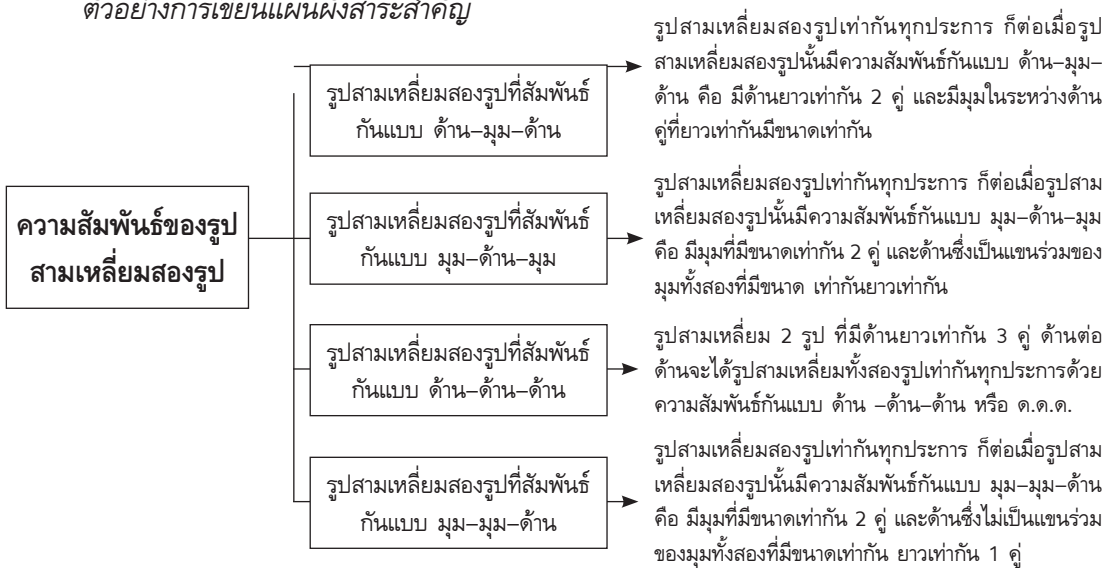 ตัวอย่างการเขียนแผนผังสาระสำคัญ
ความสัมพันธ์ของรูป
สามเหลี่ยมสองรูป
รูปสามเหลี่ยมสองรูปที่สัมพันธ์
กันแบบ ด้าน–มุม–ด้าน
รูปสามเหลี่ยมสองรูปเท่ากันทุกประการ ก็ต่อเมื่อรูป
สามเหลี่ยมสองรูปนั้นมีความสัมพันธ์กันแบบ ด้าน–มุม–
ด้าน คือ มีด้านยาวเท่ากัน 2 คู่ และมีมุมในระหว่างด้าน
คู่ที่ยาวเท่ากันมีขนาดเท่ากัน
รูปสามเหลี่ยมสองรูปที่สัมพันธ์
กันแบบ มุม–ด้าน–มุม
รูปสามเหลี่ยมสองรูปเท่ากันทุกประการ ก็ต่อเมื่อรูปสาม
เหลี่ยมสองรูปนั้นมีความสัมพันธ์กันแบบ มุม–ด้าน–มุม
คือ มีมุมที่มีขนาดเท่ากัน 2 คู่ และด้านซึ่งเป็นแขนร่วมของ
มุมทั้งสองที่มีขนาด เท่ากันยาวเท่ากัน
รูปสามเหลี่ยมสองรูปที่สัมพันธ์
กันแบบ ด้าน–ด้าน–ด้าน
รูปสามเหลี่ยม 2 รูป ที่มีด้านยาวเท่ากัน 3 คู่ ด้านต่อ
ด้านจะได้รูปสามเหลี่ยมทั้งสองรูปเท่ากันทุกประการด้วย
ความสัมพันธ์กันแบบ ด้าน –ด้าน–ด้าน หรือ ด.ด.ด.
รูปสามเหลี่ยมสองรูปที่สัมพันธ์
กันแบบ มุม–มุม–ด้าน
รูปสามเหลี่ยมสองรูปเท่ากันทุกประการ ก็ต่อเมื่อรูปสาม
เหลี่ยมสองรูปนั้นมีความสัมพันธ์กันแบบ มุม–มุม–ด้าน
คือ มีมุมที่มีขนาดเท่ากัน 2 คู่ และด้านซึ่งไม่เป็นแขนร่วม
ของมุมทั้งสองที่มีขนาดเท่ากัน ยาวเท่ากัน 1 คู่